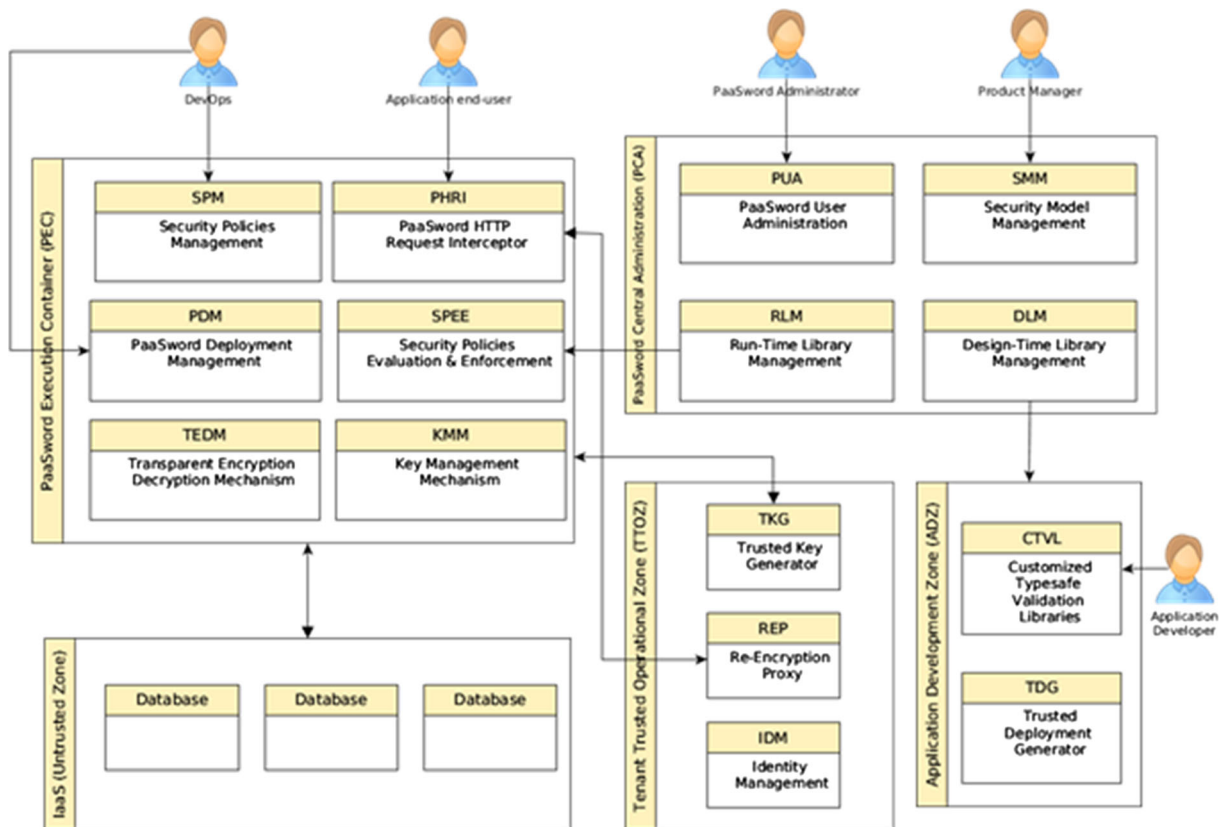 DevOps
Application end-user
PaaSword Administrator
Product Manager
PaaSword Execution Container (PEC)
SPM
Security Policies
Management
PHRI
PaaSword HTTP
Request Interceptor
PDM
PaaSword Deployment
Management
SPEE
Security Policies
Evaluation & Enforcement
TEDM
Transparent Encryption
Decryption Mechanism
KMM
Key Management
Mechanism
PaaSword Central Administration (PCA)
PUA
PaaSword User
Administration
SMM
Security Model
Management
RLM
Run-Time Library
Management
DLM
Design-Time Library
Management
IaaS (Untrusted Zone)
Database
Database
Database
Tenant Trusted Operational Zone (TTOZ)
TKG
Trusted Key
Generator
REP
Re-Encryption
Proxy
IDM
Identity
Management
Application Development Zone (ADZ)
CTVL
Customized
Typesafe
Validation
Libraries
TDG
Trusted
Deployment
Generator
Application
Developer